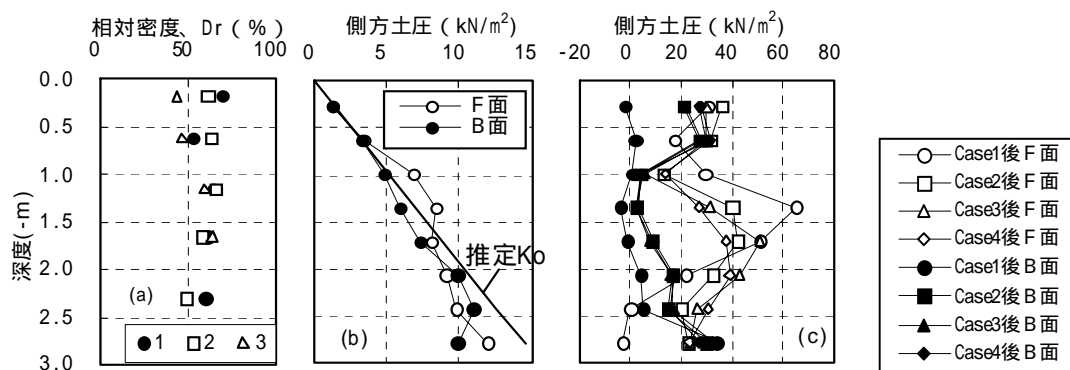 相対密度、Dr(%)
0 50 100
0.0
0.5
1.0
1.5
2.0
2.5
3.0
深度(-m)
(a)
1 2 3
側方土圧(kN/m²)
0 5 10 15
F面
B面
推定Ko
(b)
側方土圧(kN/m²)
-20 0 20 40 60 80
(c)
Case1後F面
Case2後F面
Case3後F面
Case4後F面
Case1後B面
Case2後B面
Case3後B面
Case4後B面